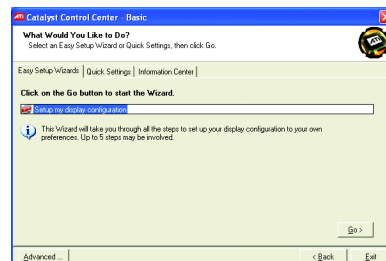 ATI Catalyst Control Center - Basic
What Would You Like to Do?
Select an Easy Setup Wizard or Quick Settings, then click Go.
ATI
Easy Setup Wizards
Quick Settings
Information Center
Click on the Go button to start the Wizard.
Setup my display configuration
This Wizard will take you through all the steps to set up your display configuration to your own
preferences. Up to 5 steps may be involved.
Go >
Advanced ...
< Back
Exit